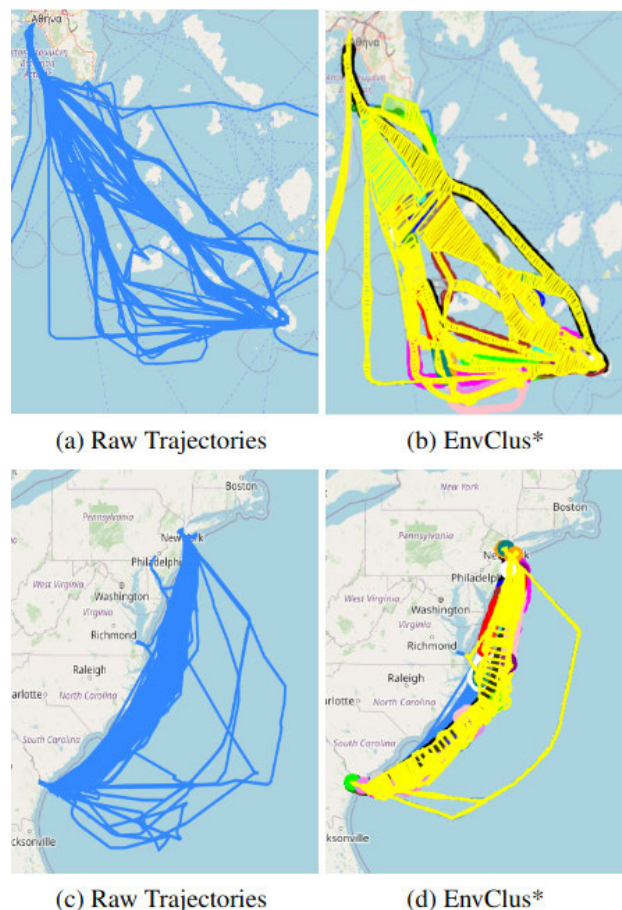 Αθήνα
(a) Raw Trajectories
Αθήνα
(b) EnvClus*
Boston
Pennsylvania
New York
Philadelphi
West Virginia
Washington
Virginia
Richmond
Raleigh
arlotte
North Carolina
South Carolina
cksonville
(c) Raw Trajectories
New York
Boston
Pennsylvania
Philadelph
West Virginia
Washington
Virginia
Richmond
Raleigh
arlotte
North Carolina
South Carolina
cksonville
(d) EnvClus*